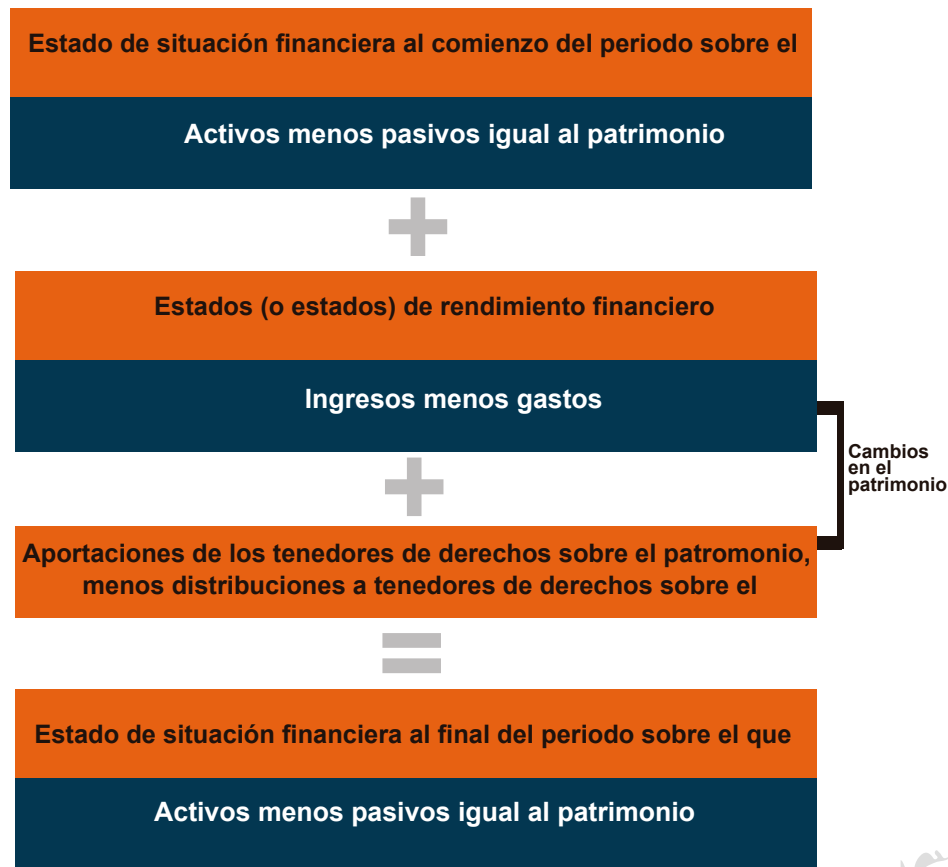 Estado de situación financiera al comienzo del periodo sobre el
Activos menos pasivos igual al patrimonio
Estados (o estados) de rendimiento financiero
Ingresos menos gastos
Cambios
en el
patrimonio
Aportaciones de los tenedores de derechos sobre el patromonio,
menos distribuciones a tenedores de derechos sobre el
Estado de situación financiera al final del periodo sobre el que
Activos menos pasivos igual al patrimonio